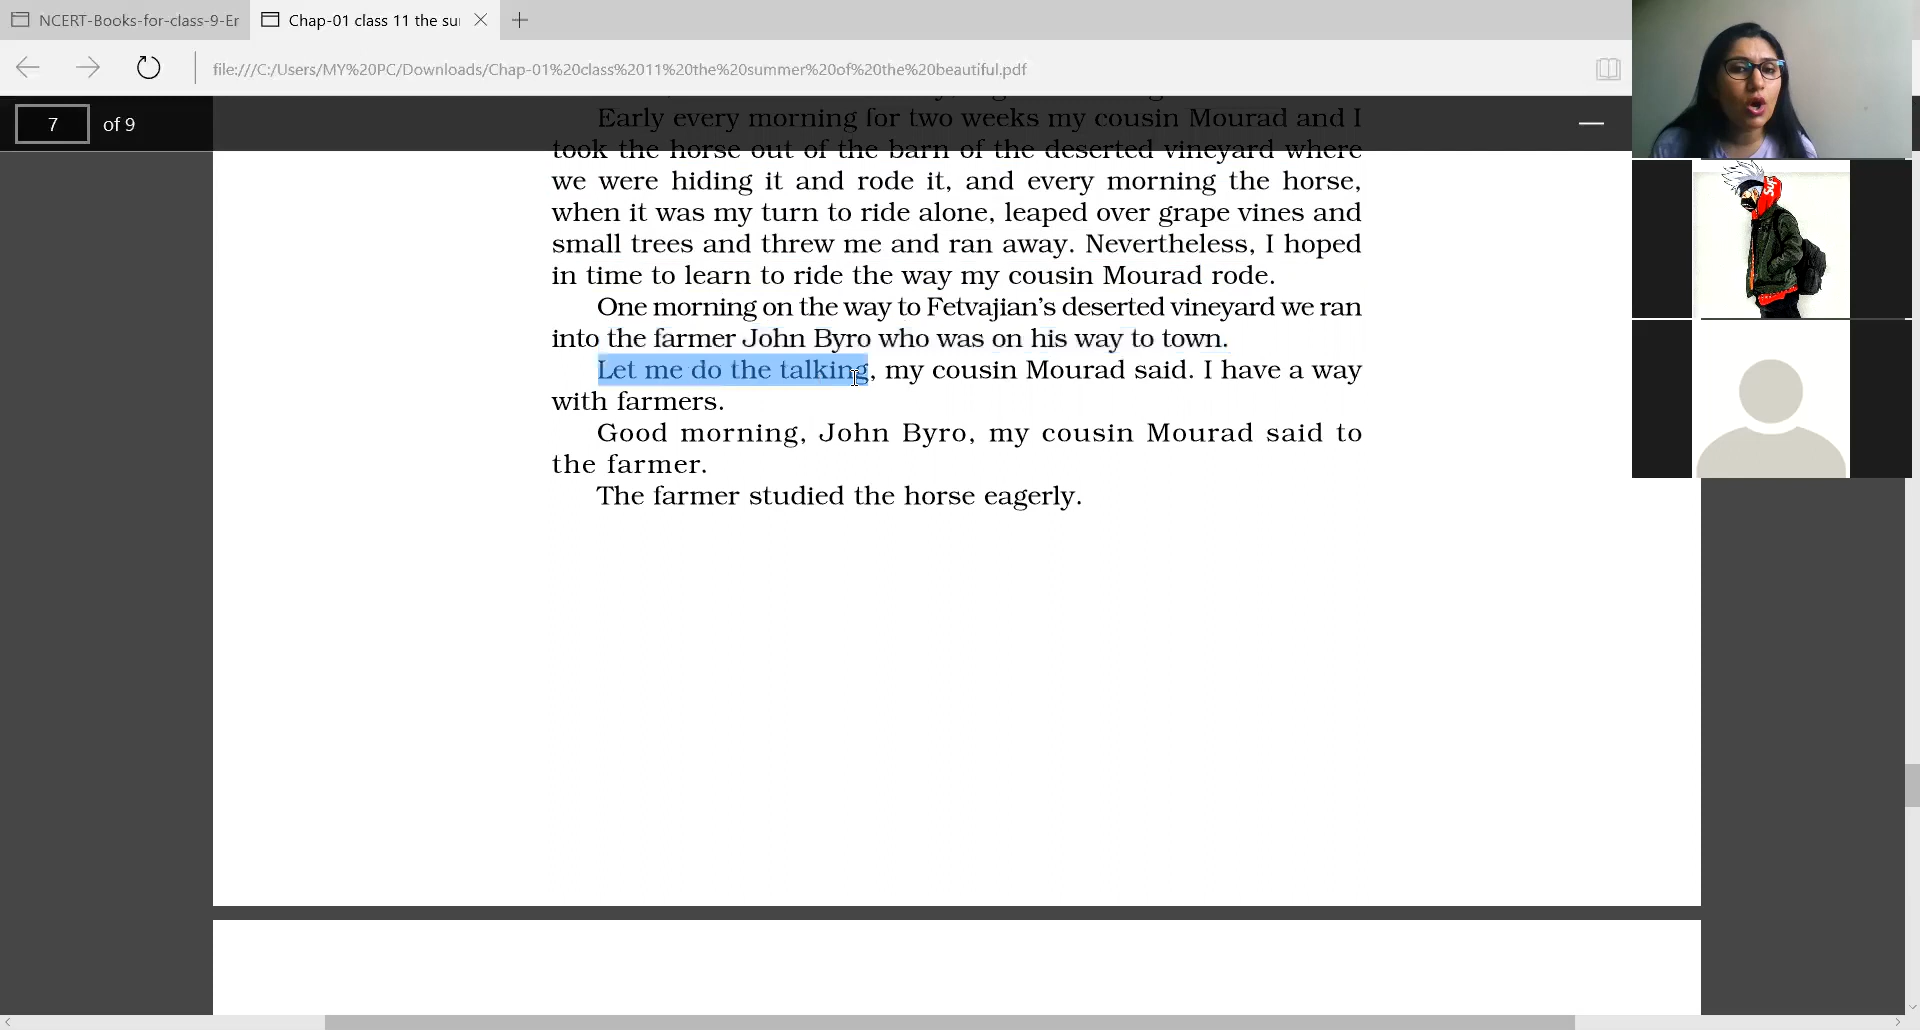 NCERT-Books-for-class-9-Er
Chap-01 class 11 the su
file:///C:/Users/MY%20PC/Downloads/Chap-01%20class%2011%20the%20summer%20of%20the%20beautiful.pdf
7 of 9
Early every morning for two weeks my cousin Mourad and I
took the horse out of the barn of the deserted vineyard where
we were hiding it and rode it, and every morning the horse,
when it was my turn to ride alone, leaped over grape vines and
small trees and threw me and ran away. Nevertheless, I hoped
in time to learn to ride the way my cousin Mourad rode.
One morning on the way to Fetvajian’s deserted vineyard we ran
into the farmer John Byro who was on his way to town.
Let me do the talking, my cousin Mourad said. I have a way
with farmers.
Good morning, John Byro, my cousin Mourad said to
the farmer.
The farmer studied the horse eagerly.